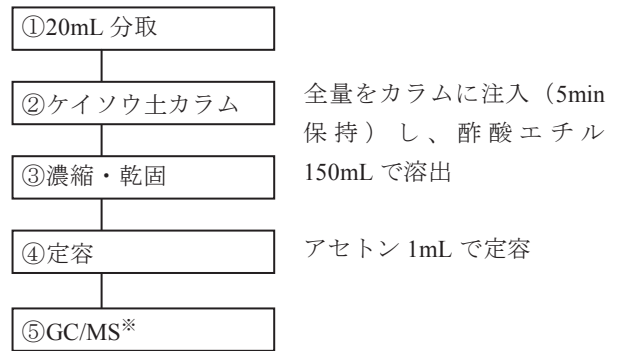 ①20mL 分取
②ケイソウ土カラム
全量をカラムに注入（5min
保持）し、酢酸エチル
150mL で溶出
③濃縮・乾固
④定容
アセトン 1mL で定容
⑤GC/MS※